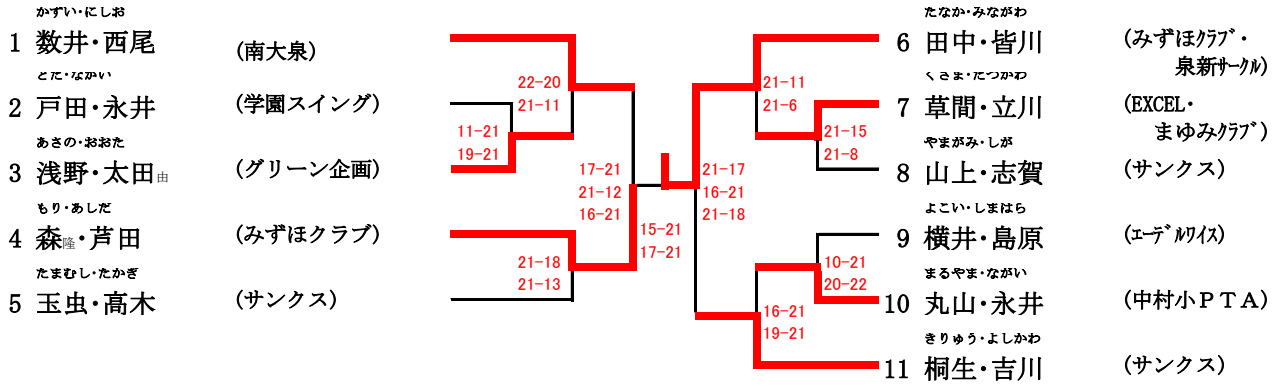 かずい・にしお
1 数井・西尾 (南大泉)
とだ・ながい
2 戸田・永井 (学園スイング)
あさの・おおた
3 浅野・太田由 (グリーン企画)
もり・あしだ
4 森隆・芦田 (みずほクラブ)
たまむし・たかぎ
5 玉虫・高木 (サンクス)
22-20
21-11
11-21
19-21
17-21
21-12
16-21
21-18
21-13
15-21
17-21
21-17
16-21
21-18
21-11
21-6
21-15
21-8
10-21
20-22
16-21
19-21
たなか・みながわ
6 田中・皆川 (みずほクラブ・
泉新サークル)
くさま・たつかわ
7 草間・立川 (EXCEL・
まゆみクラブ)
やまがみ・しが
8 山上・志賀 (サンクス)
よこい・しまはら
9 横井・島原 (エーデルワイス)
まるやま・ながい
10 丸山・永井 (中村小PTA)
きりゅう・よしかわ
11 桐生・吉川 (サンクス)